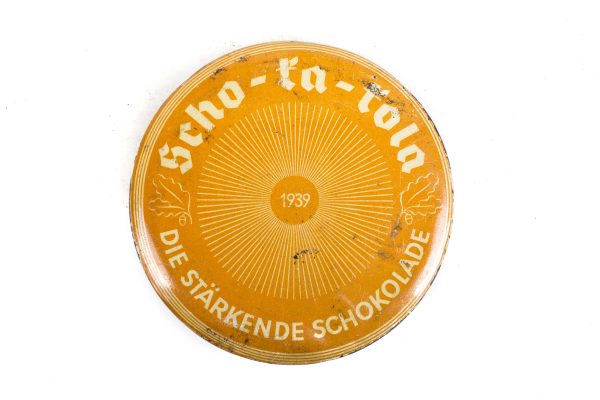 Scho-ka-kola
1939
DIE STÄRKENDE SCHOKOLADE